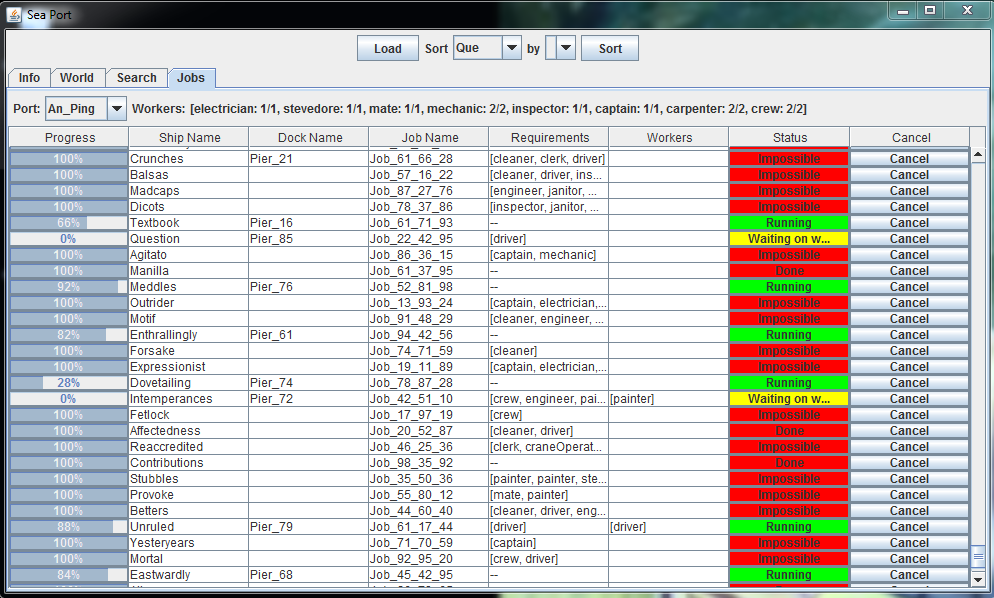 Sea Port
Load Sort Que by Sort
Info World Search Jobs
Port: An_Ping Workers: [electrician: 1/1, stevedore: 1/1, mate: 1/1, mechanic: 2/2, inspector: 1/1, captain: 1/1, carpenter: 2/2, crew: 2/2]
Progress Ship Name Dock Name Job Name Requirements Workers Status Cancel
100% Crunches Pier_21 Job_61_66_28 [cleaner, clerk, driver] Impossible Cancel
100% Balsas Job_57_16_22 [cleaner, driver, ins... Impossible Cancel
100% Madcaps Job_87_27_76 [engineer, janitor, ... Impossible Cancel
100% Dicots Job_78_37_86 [inspector, janitor, ... Impossible Cancel
66% Textbook Pier_16 Job_61_71_93 -- Running Cancel
0% Question Pier_85 Job_22_42_95 [driver] Waiting on w... Cancel
100% Agitato Job_86_36_15 [captain, mechanic] Impossible Cancel
100% Manilla Job_61_37_95 -- Done Cancel
92% Meddles Pier_76 Job_52_81_98 -- Running Cancel
100% Outrider Job_13_93_24 [captain, electrician,... Impossible Cancel
100% Motif Job_91_48_29 [cleaner, engineer, ... Impossible Cancel
82% Enthrallingly Pier_61 Job_94_42_56 -- Running Cancel
100% Forsake Job_74_71_59 [cleaner] Impossible Cancel
100% Expressionist Job_19_11_89 [captain, electrician,... Impossible Cancel
28% Dovetailing Pier_74 Job_78_87_28 -- Running Cancel
0% Intemperances Pier_72 Job_42_51_10 [crew, engineer, pai... [painter] Waiting on w... Cancel
100% Fetlock Job_17_97_19 [crew] Impossible Cancel
100% Affectedness Job_20_52_87 [cleaner, driver] Done Cancel
100% Reaccredited Job_46_25_36 [clerk, craneOperat... Impossible Cancel
100% Contributions Job_98_35_92 -- Done Cancel
100% Stubbles Job_35_50_36 [painter, painter, ste... Impossible Cancel
100% Provoke Job_55_80_12 [mate, painter] Impossible Cancel
100% Betters Job_44_60_40 [cleaner, driver, eng... Impossible Cancel
88% Unruled Pier_79 Job_61_17_44 [driver] [driver] Running Cancel
100% Yesteryears Job_71_70_59 [captain] Impossible Cancel
100% Mortal Job_92_95_20 [crew, driver] Impossible Cancel
84% Eastwardly Pier_68 Job_45_42_95 -- Running Cancel